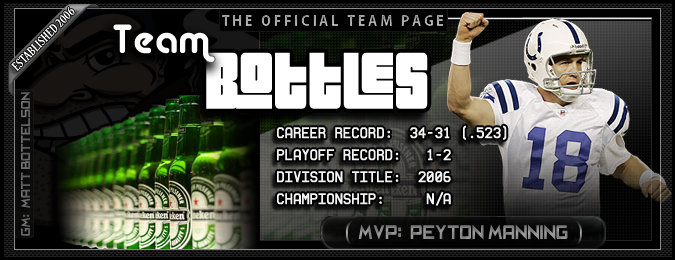 THE OFFICIAL TEAM PAGE
ESTABLISHED 2006
Team
BOTTLES
CAREER RECORD: 34-31 (.523)
PLAYOFF RECORD: 1-2
DIVISION TITLE: 2006
CHAMPIONSHIP: N/A
GM: MATT BOTTELSON
18
( MVP: PEYTON MANNING )